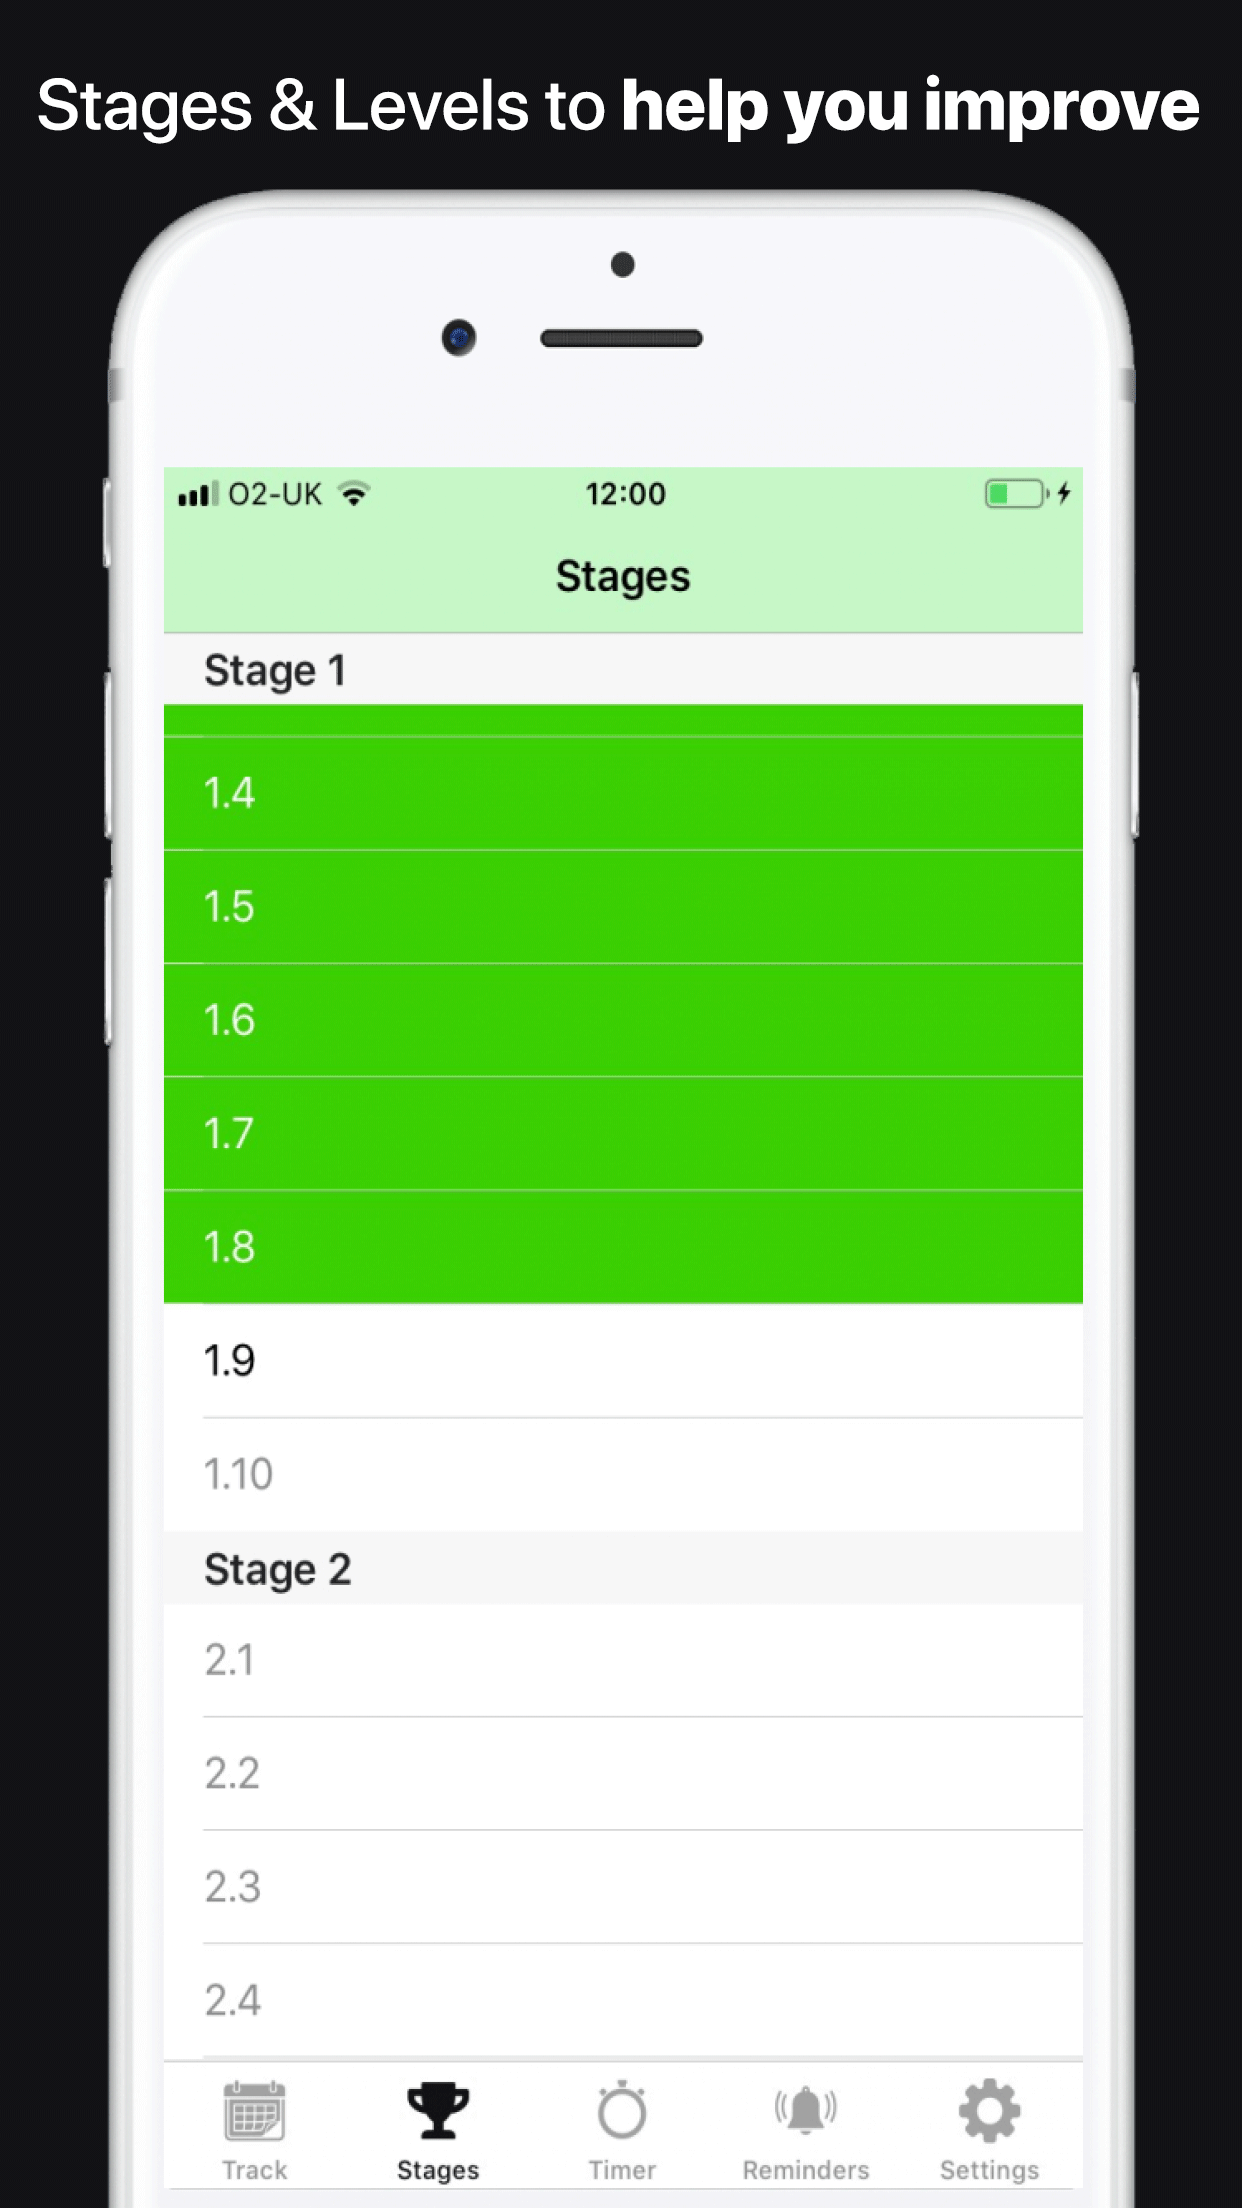 Stages & Levels to help you improve
O2-UK 12:00
Stages
Stage 1
1.4
1.5
1.6
1.7
1.8
1.9
1.10
Stage 2
2.1
2.2
2.3
2.4
Track Stages Timer Reminders Settings